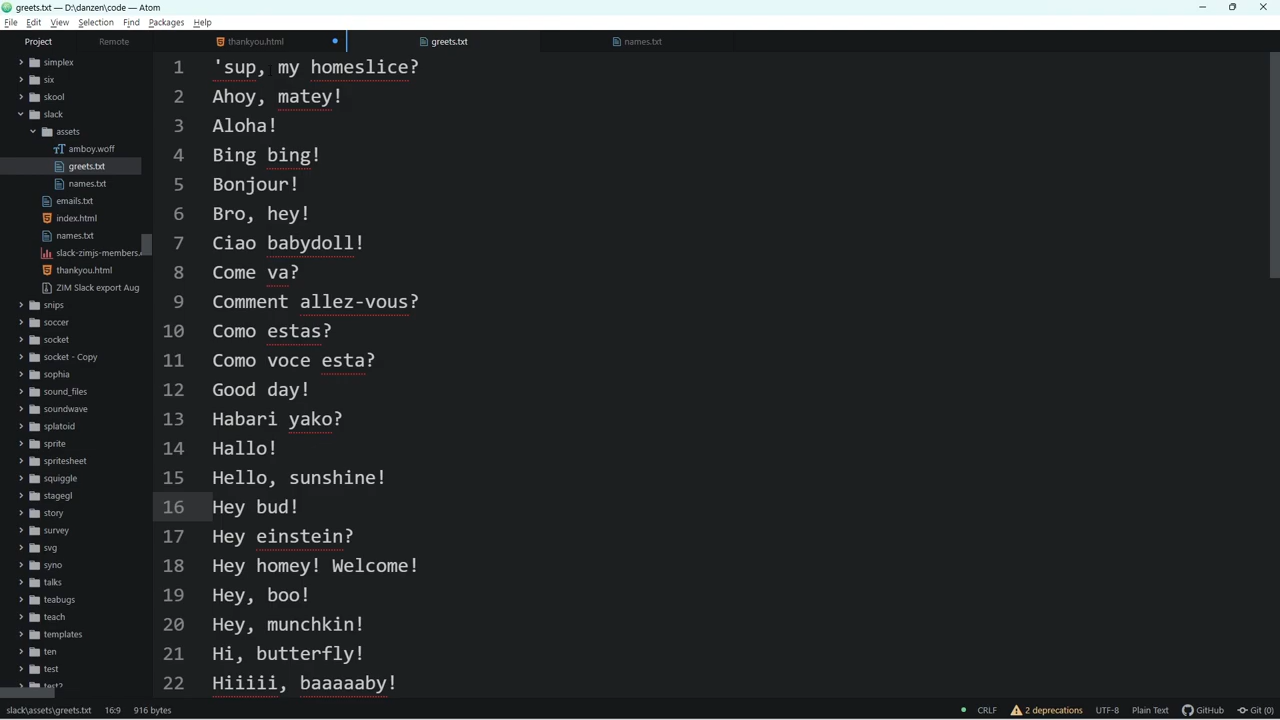 greets.txt — D:\danzen\code — Atom
File Edit View Selection Find Packages Help
Project Remote
thankyou.html greets.txt names.txt
simplex
six
skool
slack
assets
amboy.woff
greets.txt
names.txt
emails.txt
index.html
names.txt
slack-zimjs-members.
thankyou.html
ZIM Slack export Aug
snips
soccer
socket
socket - Copy
sophia
sound_files
soundwave
splatoid
sprite
spritesheet
squiggle
stagegl
story
survey
svg
syno
talks
teabugs
teach
templates
ten
test
test2
1 'sup, my homeslice?
2 Ahoy, matey!
3 Aloha!
4 Bing bing!
5 Bonjour!
6 Bro, hey!
7 Ciao babydoll!
8 Come va?
9 Comment allez-vous?
10 Como estas?
11 Como voce esta?
12 Good day!
13 Habari yako?
14 Hallo!
15 Hello, sunshine!
16 Hey bud!
17 Hey einstein?
18 Hey homey! Welcome!
19 Hey, boo!
20 Hey, munchkin!
21 Hi, butterfly!
22 Hiiiii, baaaaaby!
slack\assets\greets.txt 16:9 916 bytes CRLF 2 deprecations UTF-8 Plain Text GitHub Git (0)